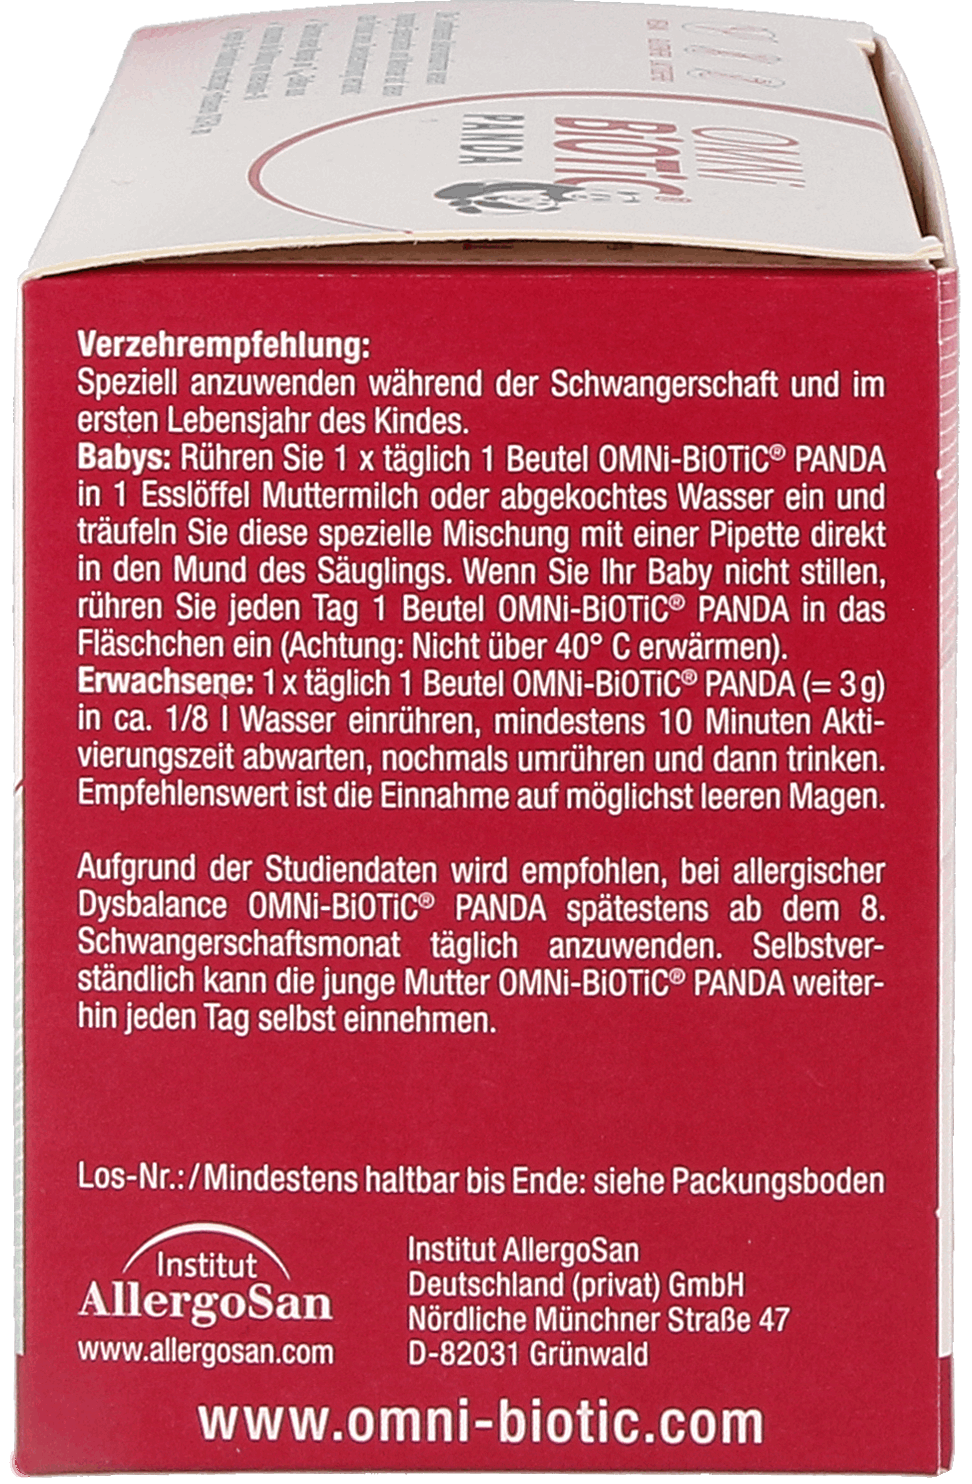 OMNi
BiOTiC®
PANDA
Verzehrempfehlung:
Speziell anzuwenden während der Schwangerschaft und im
ersten Lebensjahr des Kindes.
Babys: Rühren Sie 1 x täglich 1 Beutel OMNi-BiOTiC® PANDA
in 1 Esslöffel Muttermilch oder abgekochtes Wasser ein und
träufeln Sie diese spezielle Mischung mit einer Pipette direkt
in den Mund des Säuglings. Wenn Sie Ihr Baby nicht stillen,
rühren Sie jeden Tag 1 Beutel OMNi-BiOTiC® PANDA in das
Fläschchen ein (Achtung: Nicht über 40° C erwärmen).
Erwachsene: 1 x täglich 1 Beutel OMNi-BiOTiC® PANDA (= 3 g)
in ca. 1/8 l Wasser einrühren, mindestens 10 Minuten Akti-
vierungszeit abwarten, nochmals umrühren und dann trinken.
Empfehlenswert ist die Einnahme auf möglichst leeren Magen.
Aufgrund der Studiendaten wird empfohlen, bei allergischer
Dysbalance OMNi-BiOTiC® PANDA spätestens ab dem 8.
Schwangerschaftsmonat täglich anzuwenden. Selbstver-
ständlich kann die junge Mutter OMNi-BiOTiC® PANDA weiter-
hin jeden Tag selbst einnehmen.
Los-Nr.:/Mindestens haltbar bis Ende: siehe Packungsboden
Institut
AllergoSan
www.allergosan.com
Institut AllergoSan
Deutschland (privat) GmbH
Nördliche Münchner Straße 47
D-82031 Grünwald
www.omni-biotic.com